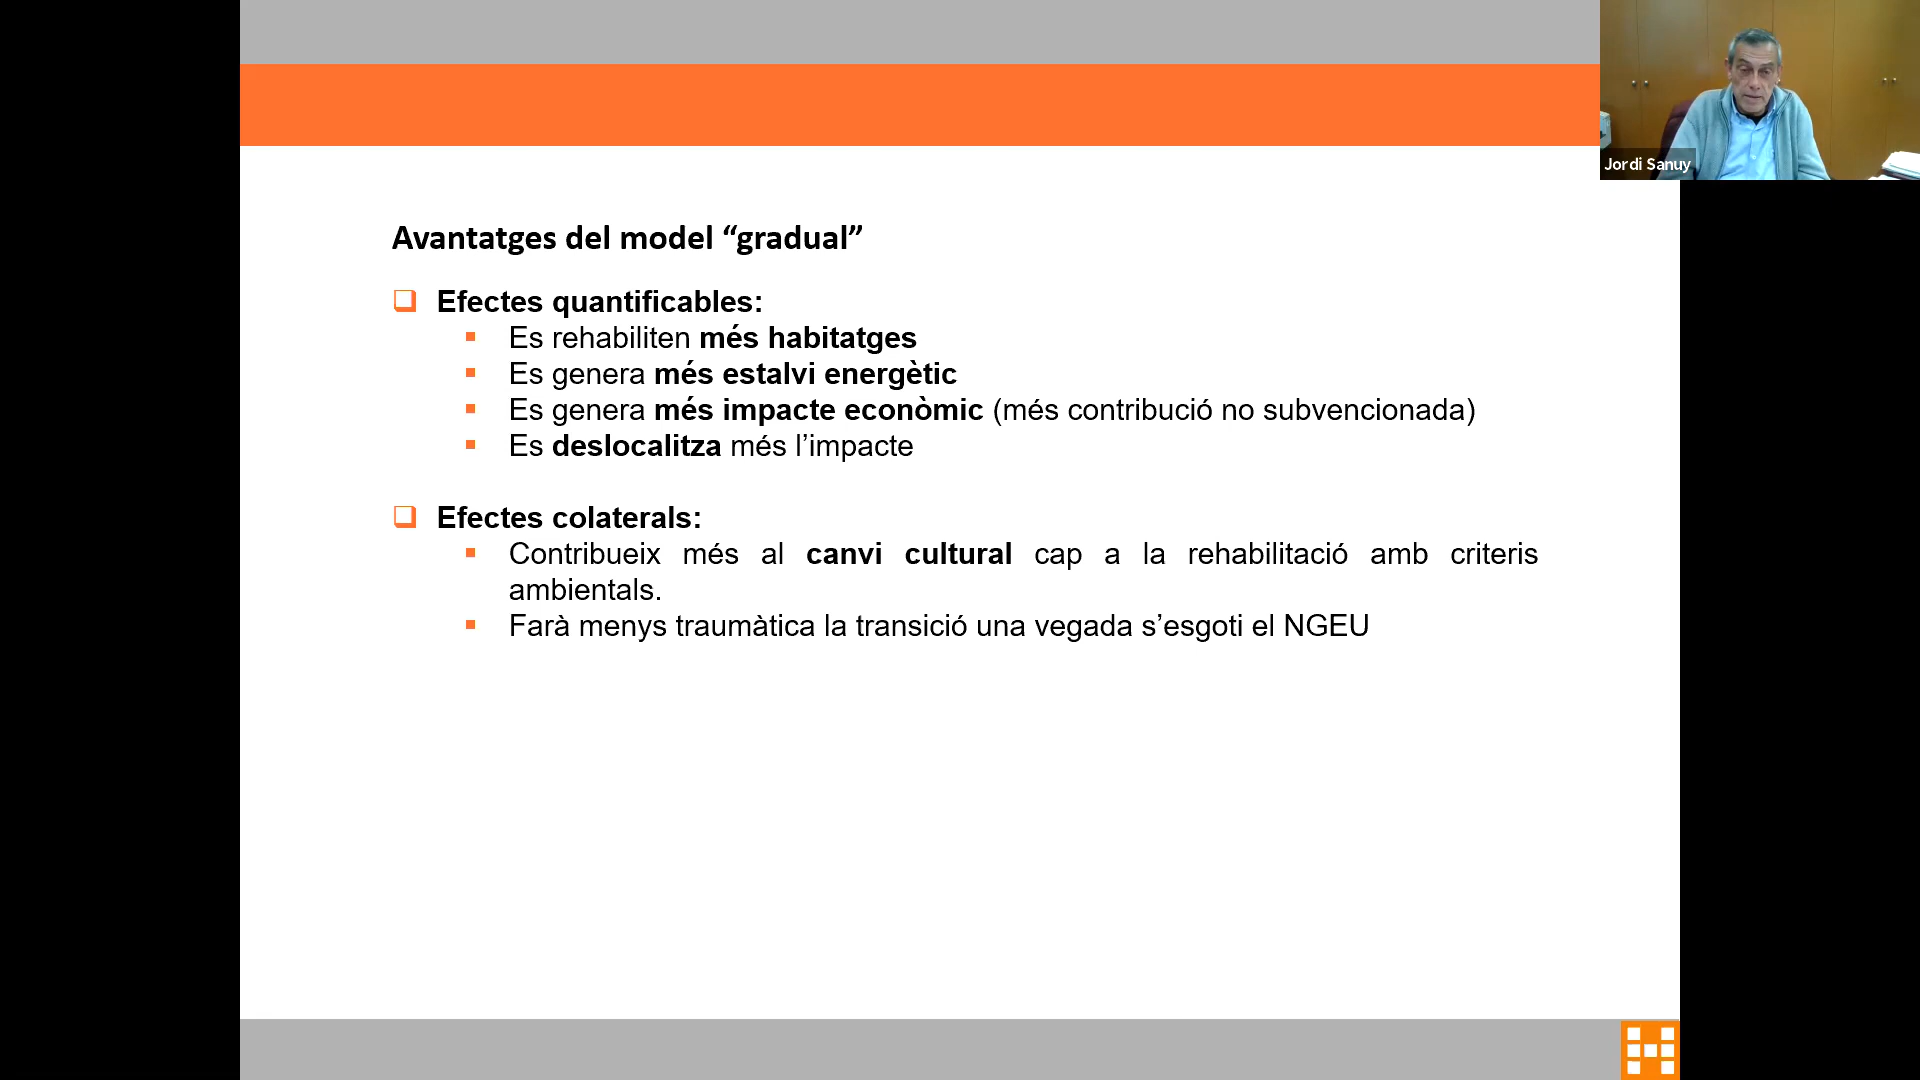 Jordi Sanuy
Avantatges del model “gradual”
Efectes quantificables:
Es rehabiliten més habitatges
Es genera més estalvi energètic
Es genera més impacte econòmic (més contribució no subvencionada)
Es deslocalitza més l’impacte
Efectes colaterals:
Contribueix més al canvi cultural cap a la rehabilitació amb criteris
ambientals.
Farà menys traumàtica la transició una vegada s’esgoti el NGEU